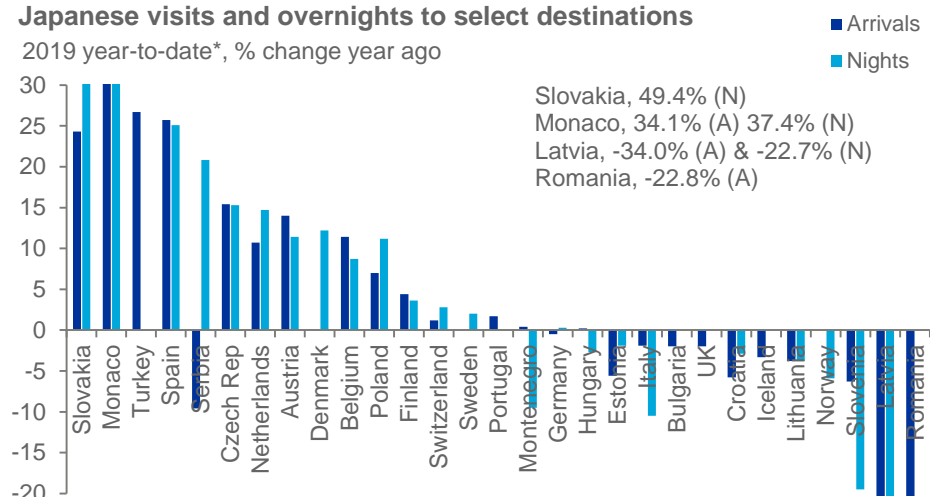 Japanese visits and overnights to select destinations
2019 year-to-date*, % change year ago
Arrivals
Nights
Slovakia, 49.4% (N)
Monaco, 34.1% (A) 37.4% (N)
Latvia, -34.0% (A) & -22.7% (N)
Romania, -22.8% (A)
30
25
20
15
10
5
0
-5
-10
-15
-20
Slovakia
Monaco
Turkey
Spain
Serbia
Czech Rep
Netherlands
Austria
Denmark
Belgium
Poland
Finland
Switzerland
Sweden
Portugal
Montenegro
Germany
Hungary
Estonia
Italy
Bulgaria
UK
Croatia
Iceland
Lithuania
Norway
Slovenia
Latvia
Romania